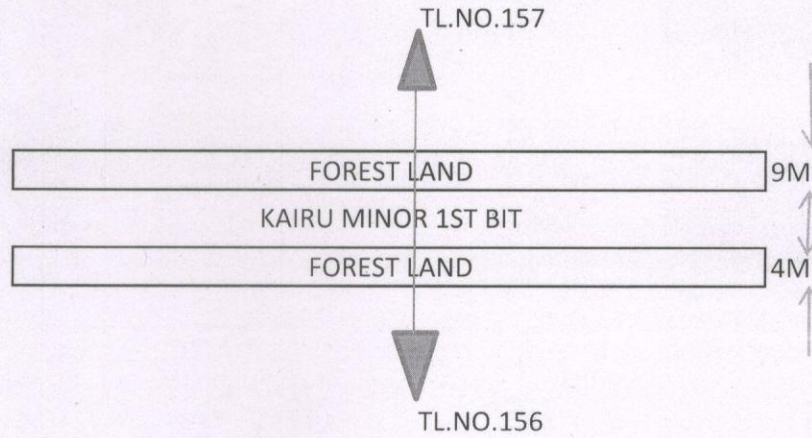 TL.NO.157
FOREST LAND 9M
KAIRU MINOR 1ST BIT
FOREST LAND 4M
TL.NO.156